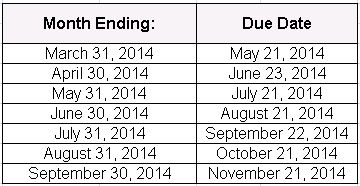 Month Ending: Due Date
March 31, 2014 May 21, 2014
April 30, 2014 June 23, 2014
May 31, 2014 July 21, 2014
June 30, 2014 August 21, 2014
July 31, 2014 September 22, 2014
August 31, 2014 October 21, 2014
September 30, 2014 November 21, 2014